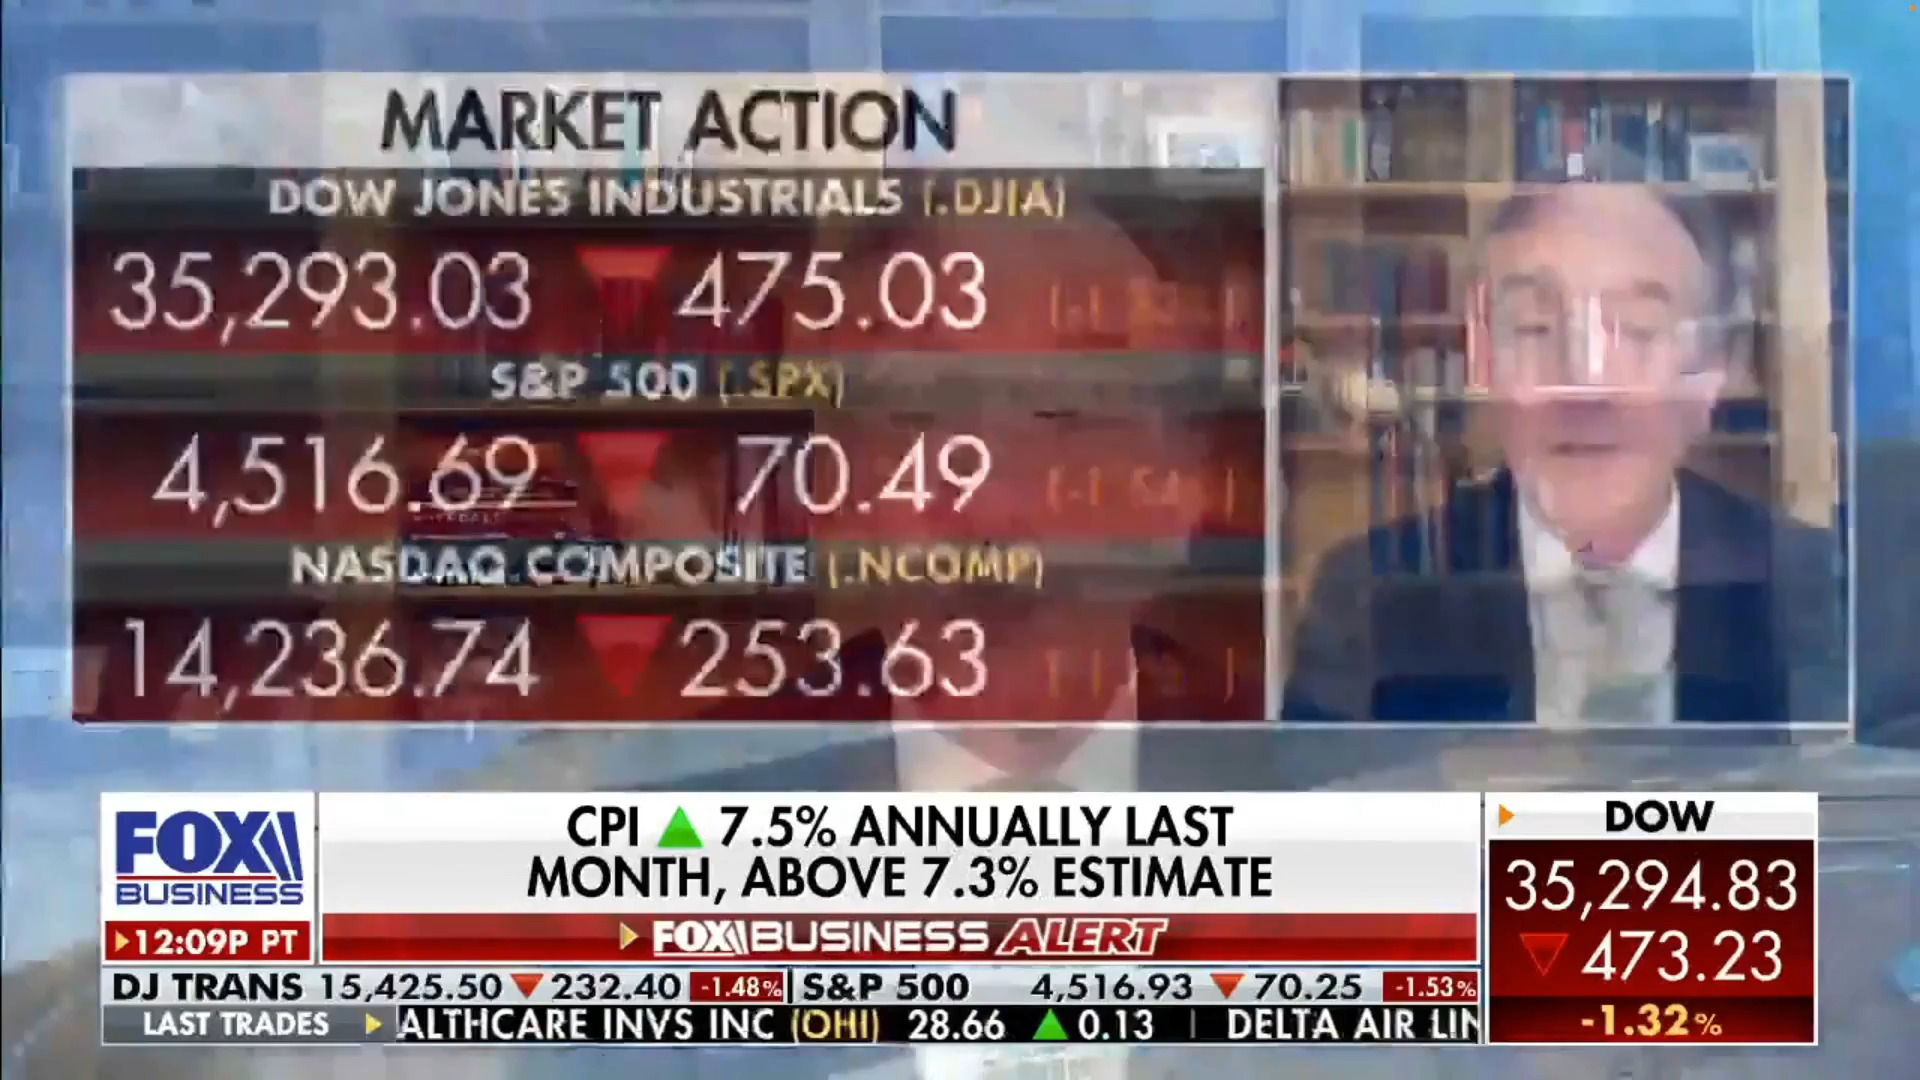 MARKET ACTION
DOW JONES INDUSTRIALS (.DJIA)
35,293.03 ▼ 475.03
S&P 500 (.SPX)
4,516.69 ▼ 70.49
NASDAQ COMPOSITE (.NCOMP)
14,236.74 ▼ 253.63
FOX
BUSINESS
12:09P PT
CPI ▲ 7.5% ANNUALLY LAST
MONTH, ABOVE 7.3% ESTIMATE
FOX BUSINESS ALERT
DOW
35,294.83
▼ 473.23
-1.32%
DJ TRANS 15,425.50 ▼ 232.40 -1.48% S&P 500 4,516.93 ▼ 70.25 -1.53%
LAST TRADES ALTHCARE INVS INC (OHI) 28.66 ▲ 0.13 DELTA AIR LIN